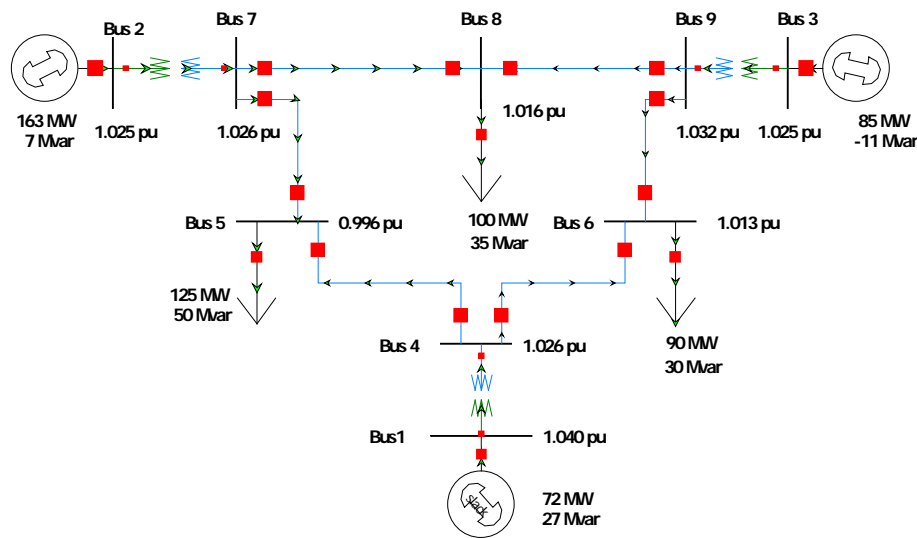 Bus 2
Bus 7
Bus 8
Bus 9
Bus 3
163 MW
7 Mvar
1.025 pu
1.026 pu
1.016 pu
1.032 pu
1.025 pu
85 MW
-11 Mvar
Bus 5
0.996 pu
100 MW
35 Mvar
Bus 6
1.013 pu
125 MW
50 Mvar
Bus 4
1.026 pu
90 MW
30 Mvar
Bus1
1.040 pu
slack
72 MW
27 Mvar